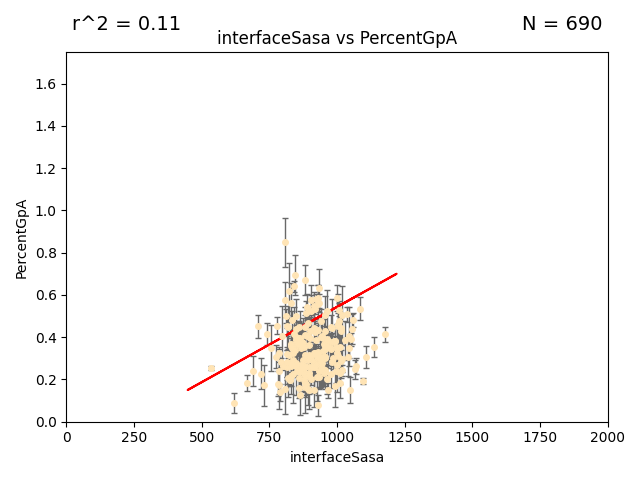 r^2 = 0.11
N = 690
interfaceSasa vs PercentGpA
PercentGpA
1.6
1.4
1.2
1.0
0.8
0.6
0.4
0.2
0.0
0 250 500 750 1000 1250 1500 1750 2000
interfaceSasa